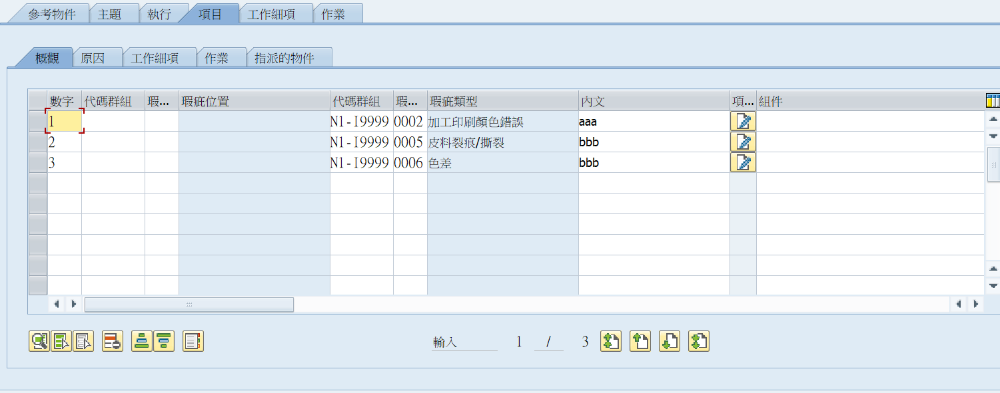 參考物件 主題 執行 項目 工作細項 作業
概觀 原因 工作細項 作業 指派的物件
數字 代碼群組 瑕... 瑕疵位置 代碼群組 瑕... 瑕疵類型 內文 項... 組件
1 N1-I9999 0002 加工印刷顏色錯誤 aaa
2 N1-I9999 0005 皮料裂痕/撕裂 bbb
3 N1-I9999 0006 色差 bbb
輸入 1 / 3